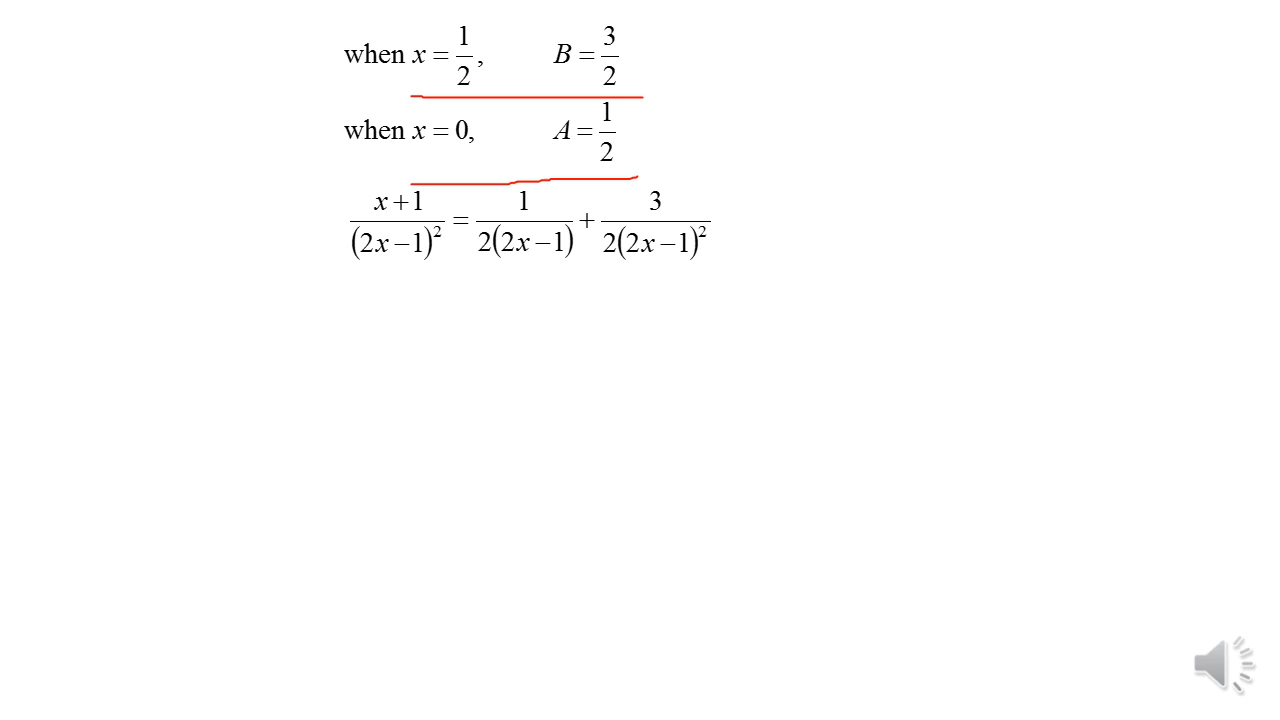 when x = 1/2, B = 3/2
when x = 0, A = 1/2
(x+1)/(2x−1)² = 1/(2(2x−1)) + 3/(2(2x−1)²)